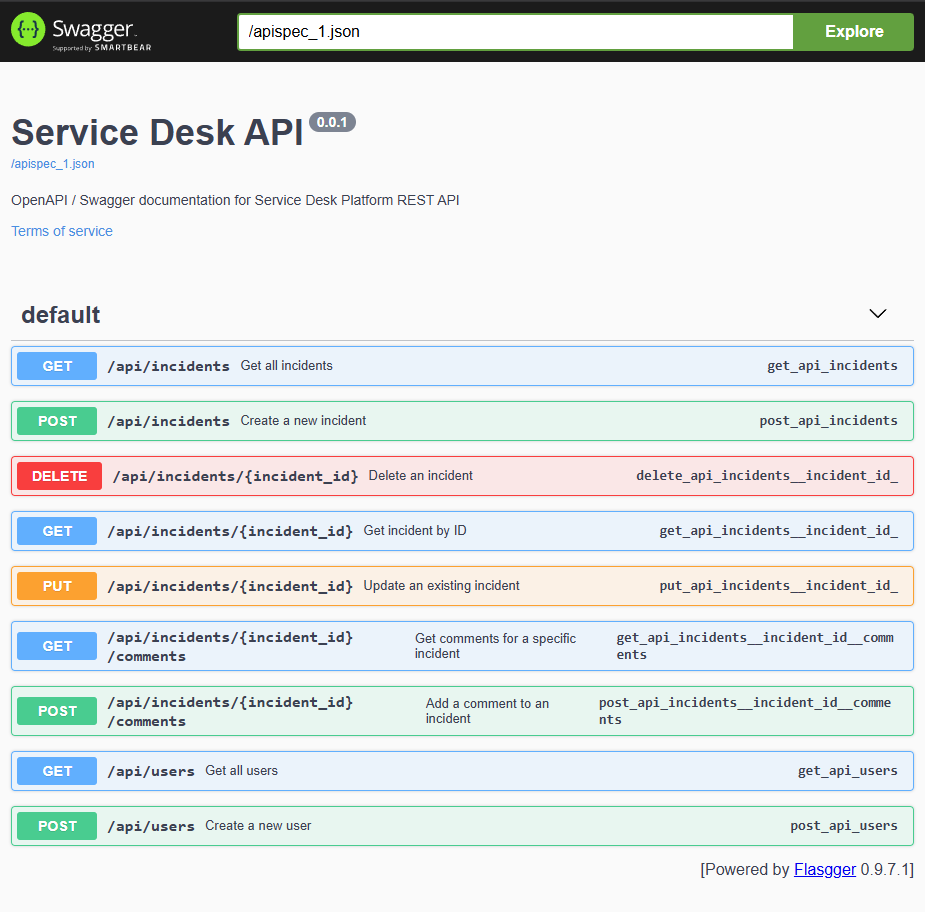 Swagger.
Supported by SMARTBEAR
/apispec_1.json
Explore
Service Desk API 0.0.1
/apispec_1.json
OpenAPI / Swagger documentation for Service Desk Platform REST API
Terms of service
default
GET /api/incidents Get all incidents get_api_incidents
POST /api/incidents Create a new incident post_api_incidents
DELETE /api/incidents/{incident_id} Delete an incident delete_api_incidents__incident_id_
GET /api/incidents/{incident_id} Get incident by ID get_api_incidents__incident_id_
PUT /api/incidents/{incident_id} Update an existing incident put_api_incidents__incident_id_
GET /api/incidents/{incident_id}
/comments
Get comments for a specific
incident
get_api_incidents__incident_id__comm
ents
POST /api/incidents/{incident_id}
/comments
Add a comment to an
incident
post_api_incidents__incident_id__comme
nts
GET /api/users Get all users get_api_users
POST /api/users Create a new user post_api_users
[Powered by Flasgger 0.9.7.1]